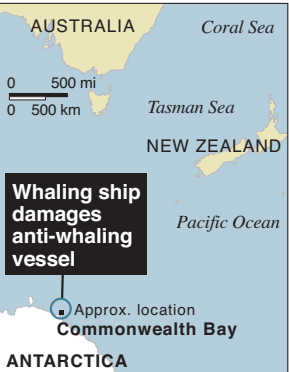 AUSTRALIA
Coral Sea
0 500 mi
0 500 km
Tasman Sea
NEW ZEALAND
Whaling ship
damages
anti-whaling
vessel
Pacific Ocean
Approx. location
Commonwealth Bay
ANTARCTICA